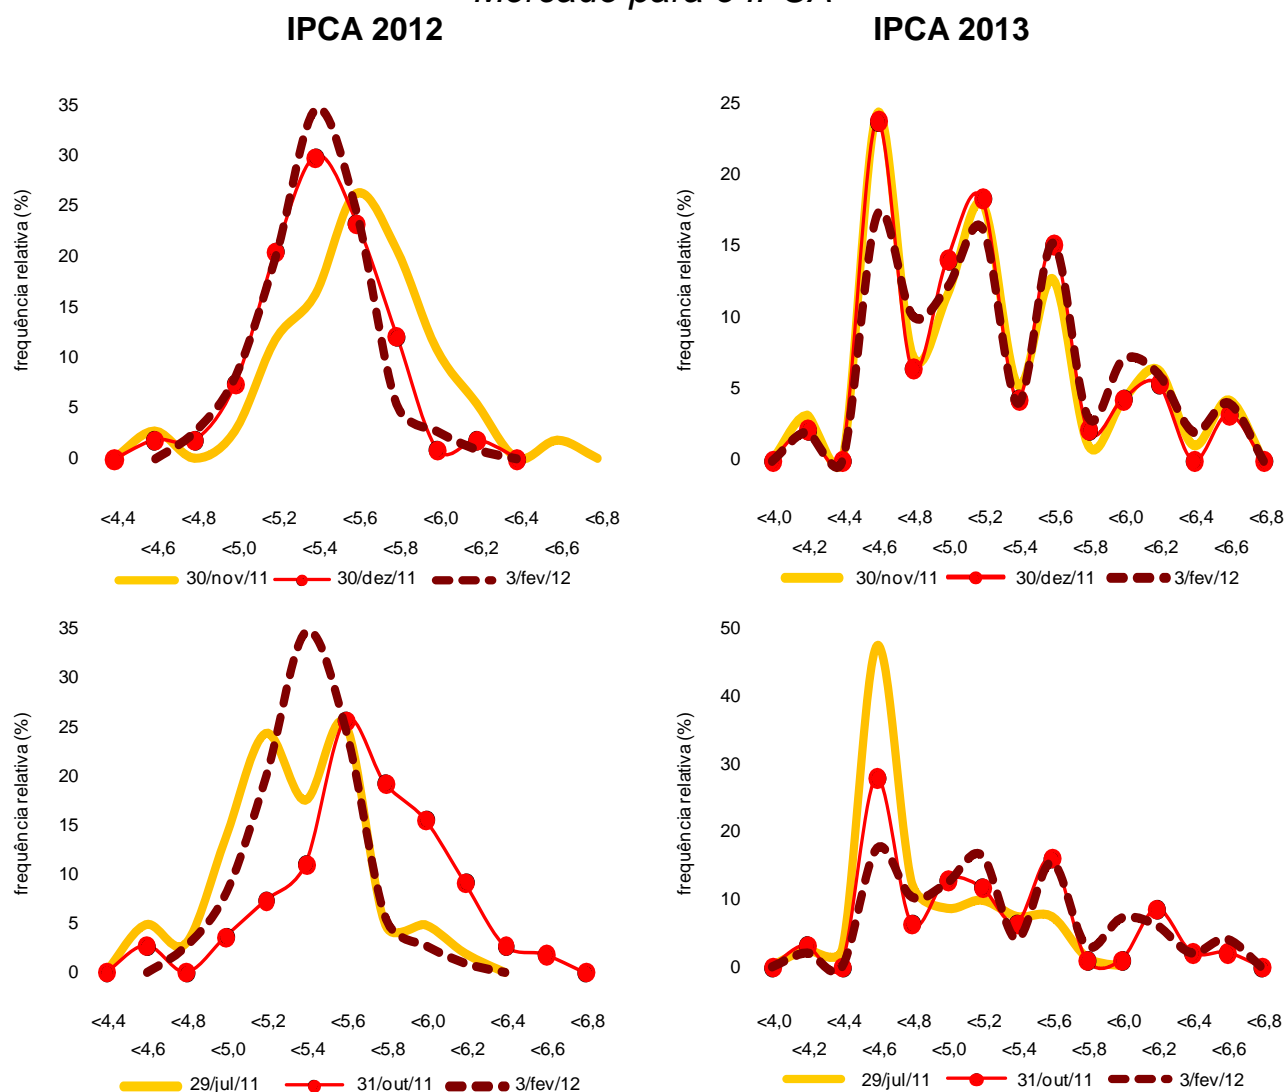 Mercado para o IPCA
IPCA 2012
IPCA 2013
frequência relativa (%)
35
30
25
20
15
10
5
0
<4,4 <4,8 <5,2 <5,6 <6,0 <6,4 <6,8
<4,6 <5,0 <5,4 <5,8 <6,2 <6,6
30/nov/11 30/dez/11 3/fev/12
frequência relativa (%)
25
20
15
10
5
0
<4,0 <4,4 <4,8 <5,2 <5,6 <6,0 <6,4 <6,8
<4,2 <4,6 <5,0 <5,4 <5,8 <6,2 <6,6
30/nov/11 30/dez/11 3/fev/12
frequência relativa (%)
35
30
25
20
15
10
5
0
<4,4 <4,8 <5,2 <5,6 <6,0 <6,4 <6,8
<4,6 <5,0 <5,4 <5,8 <6,2 <6,6
29/jul/11 31/out/11 3/fev/12
frequência relativa (%)
50
40
30
20
10
0
<4,0 <4,4 <4,8 <5,2 <5,6 <6,0 <6,4 <6,8
<4,2 <4,6 <5,0 <5,4 <5,8 <6,2 <6,6
29/jul/11 31/out/11 3/fev/12